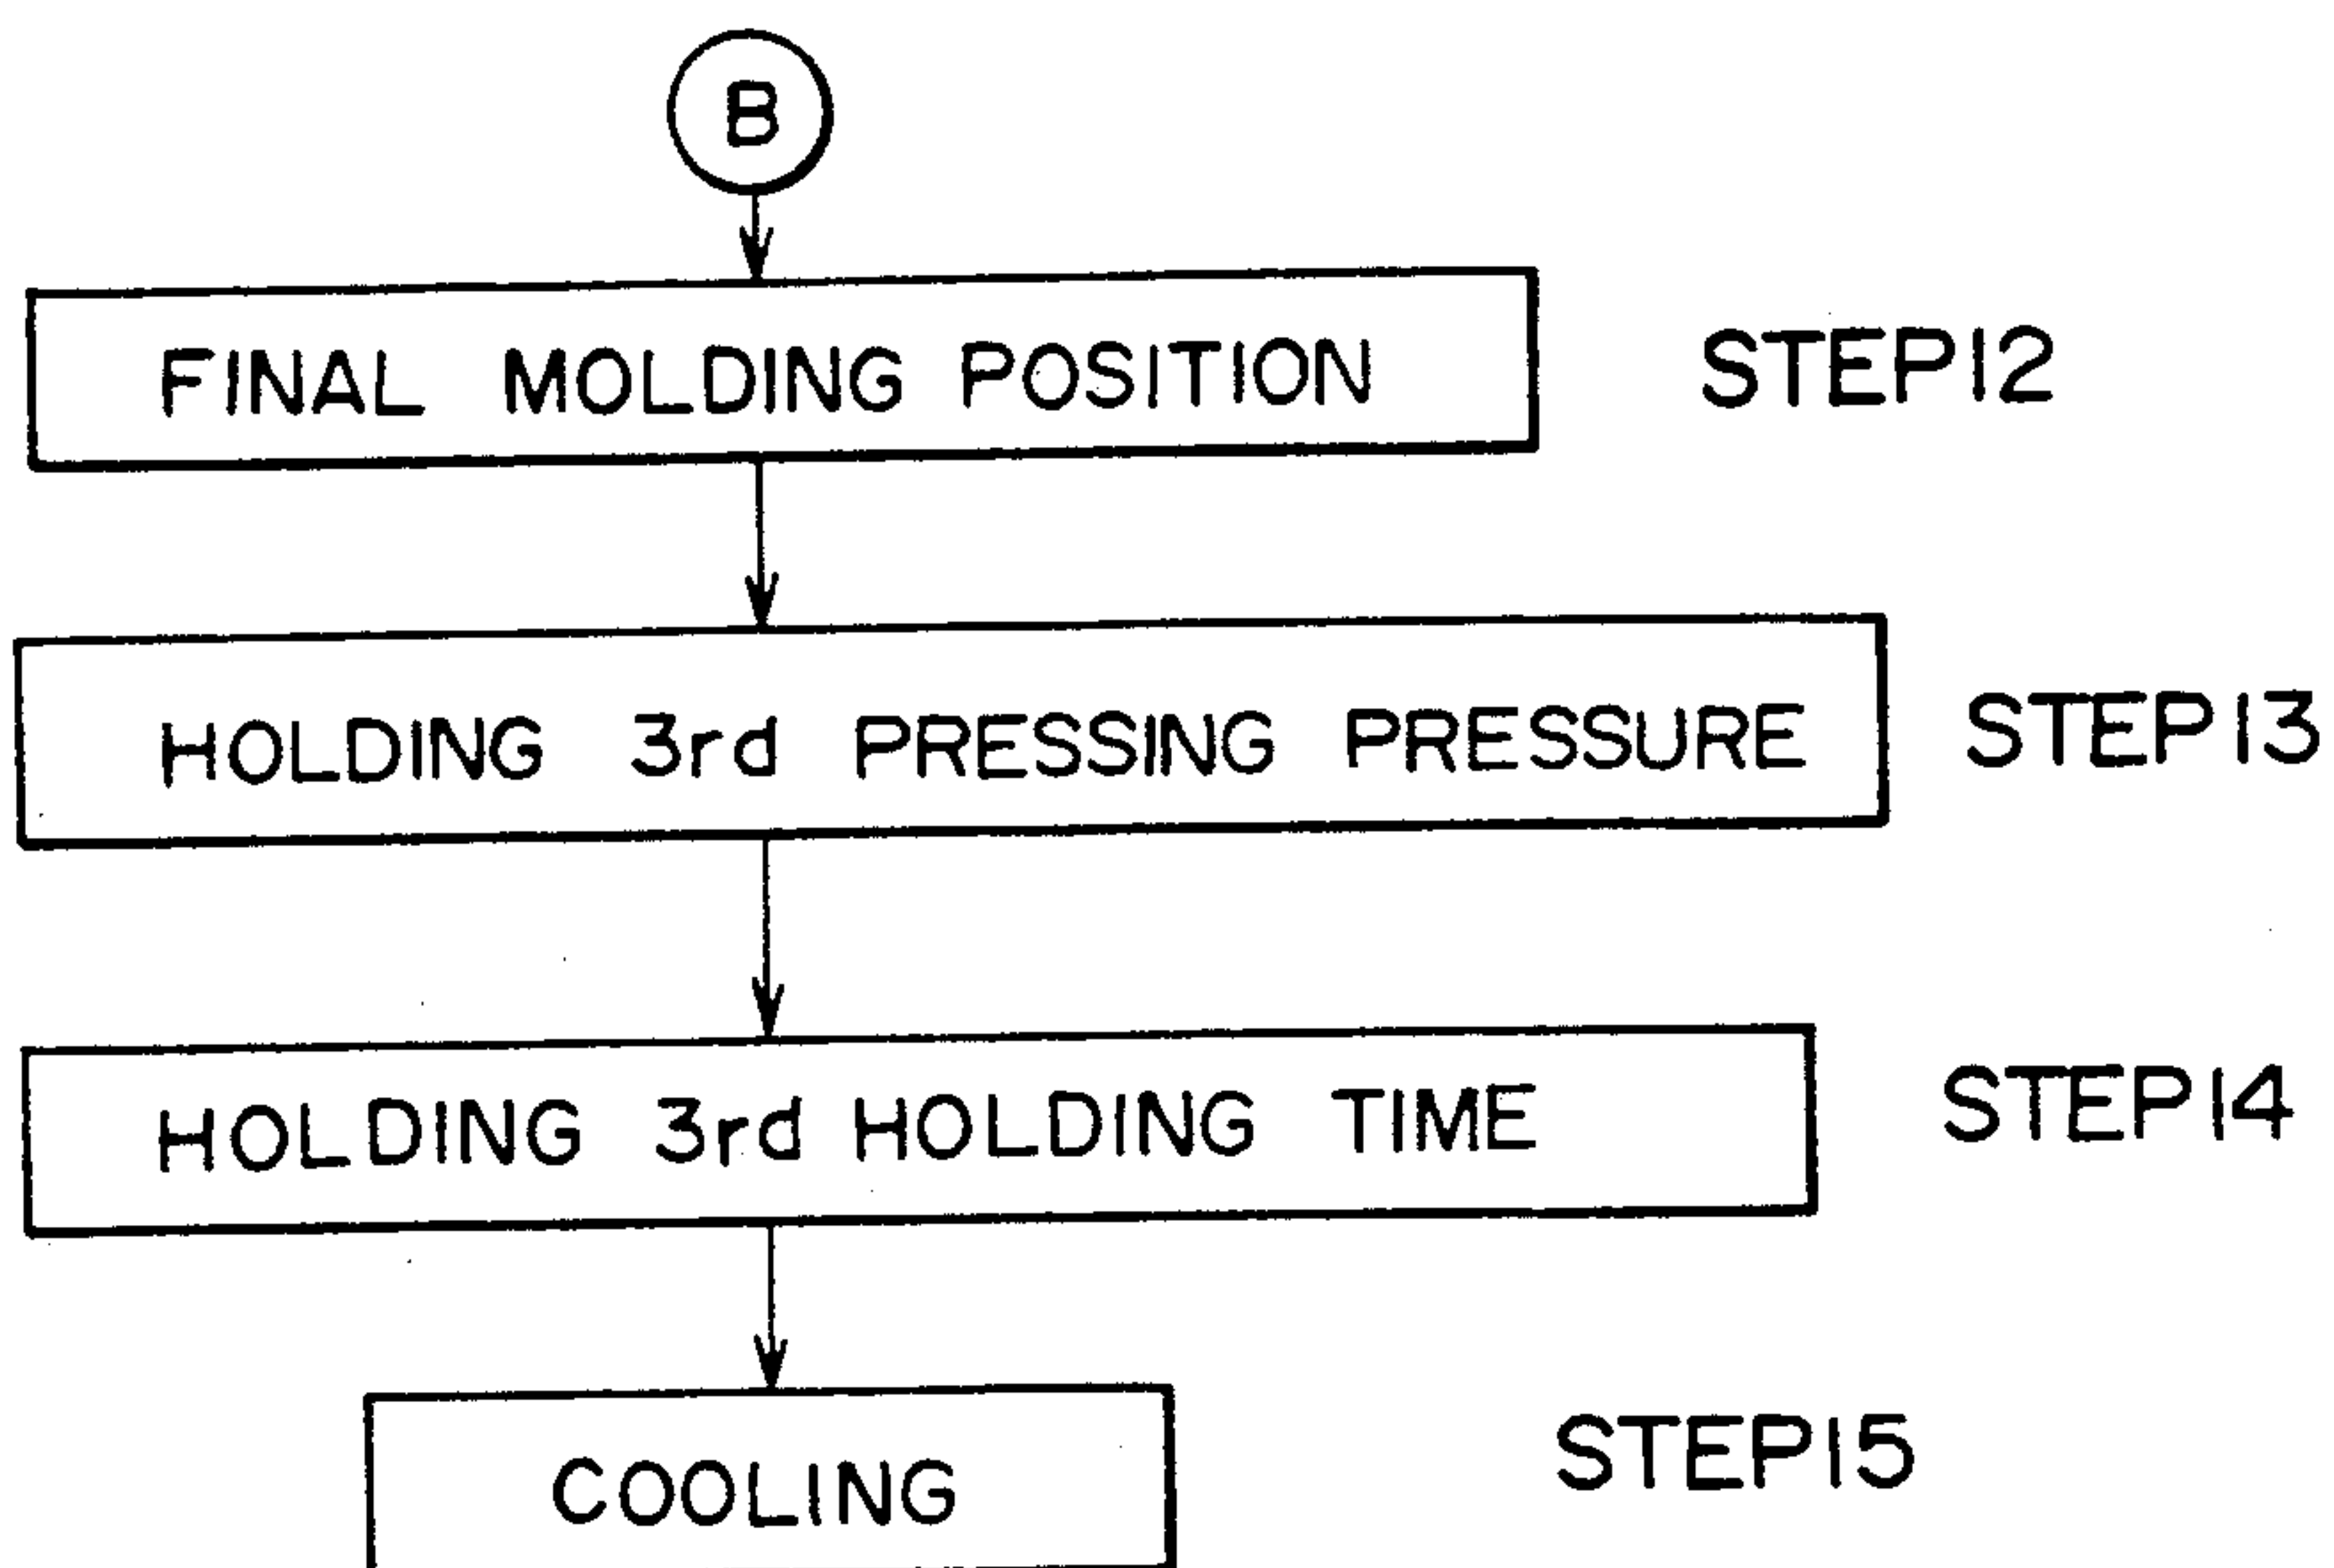 B
FINAL MOLDING POSITION STEP12
HOLDING 3rd PRESSING PRESSURE STEP13
HOLDING 3rd HOLDING TIME STEP14
COOLING STEP15